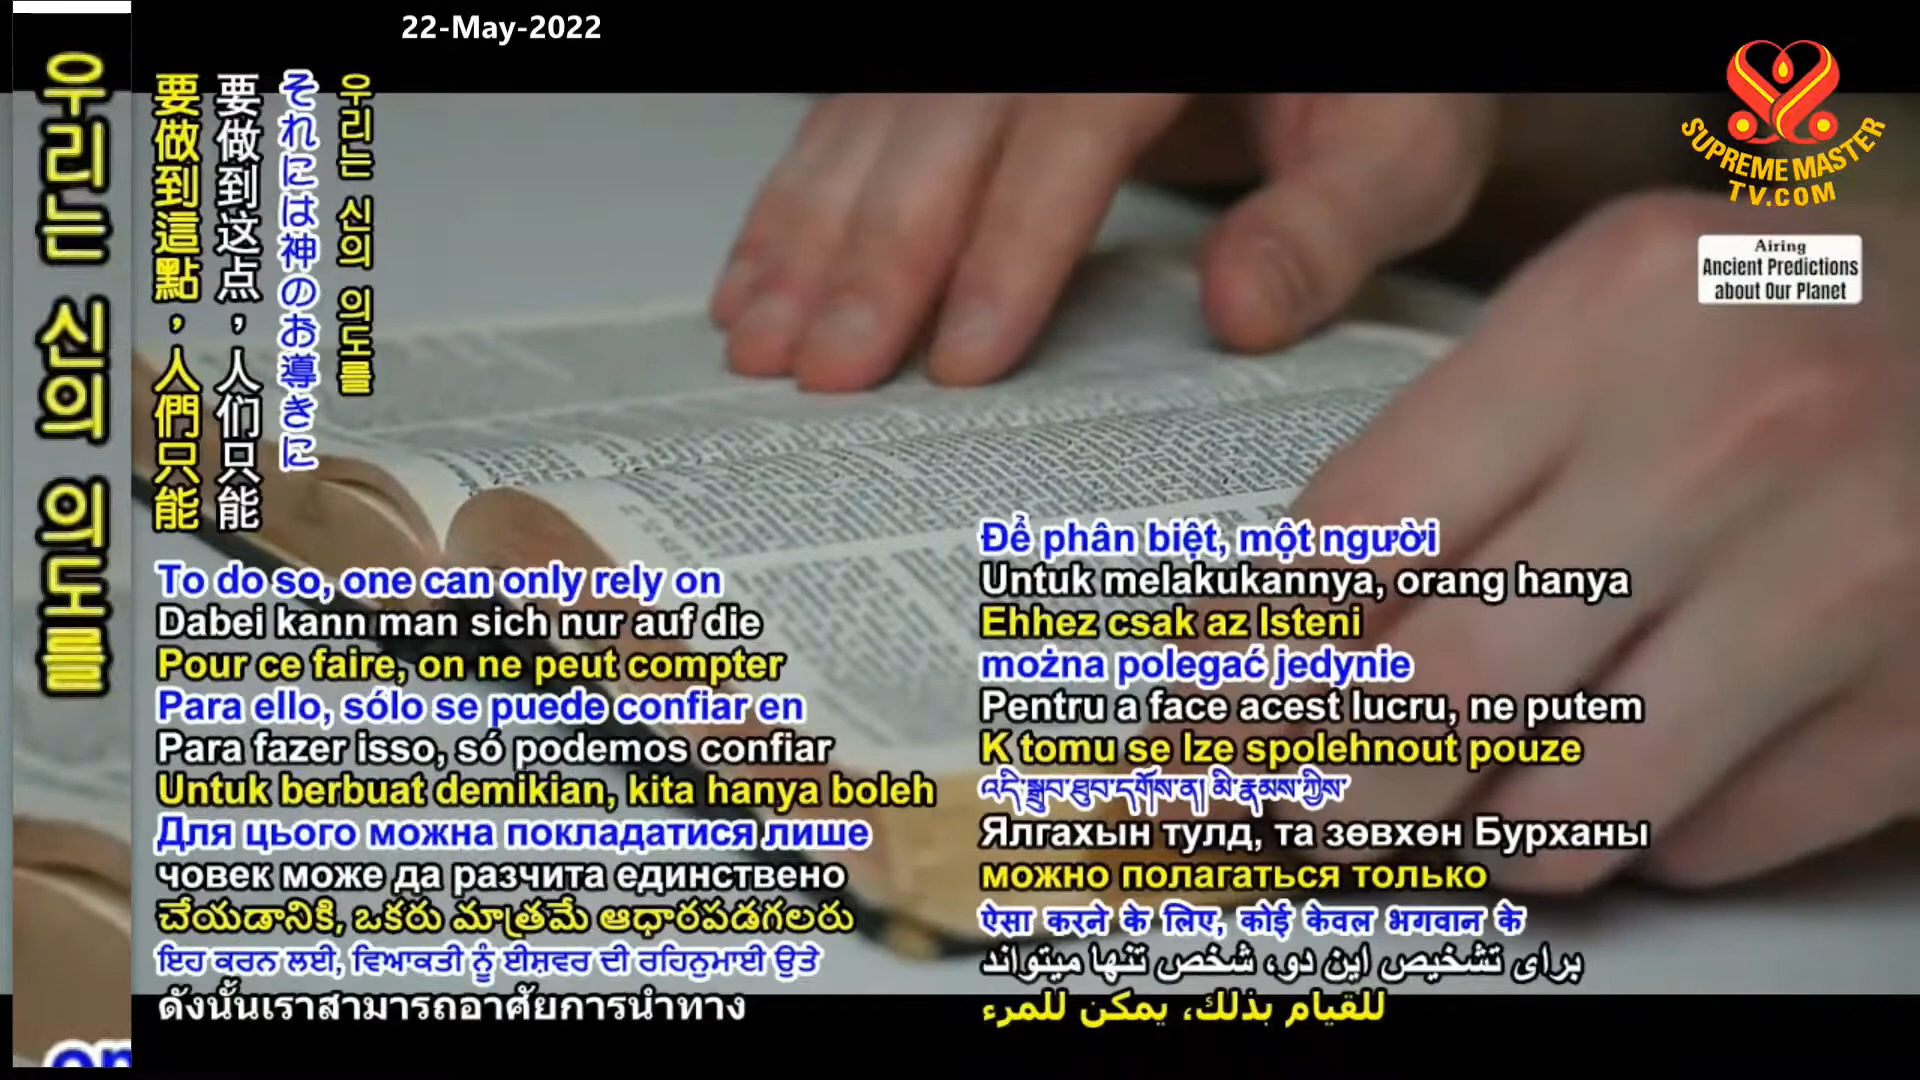 22-May-2022
SUPREME MASTER
TV.COM
Airing
Ancient Predictions
about Our Planet
우리는 신의 의도를
要做到這點，人們只能
要做到这点，人们只能
それには神のお導きに
우리는 신의 의도를
To do so, one can only rely on
Dabei kann man sich nur auf die
Pour ce faire, on ne peut compter
Para ello, sólo se puede confiar en
Para fazer isso, só podemos confiar
Untuk berbuat demikian, kita hanya boleh
Для цього можна покладатися лише
човек може да разчита единствено
చేయడానికి, ఒకరు మాత్రమే ఆధారపడగలరు
ਇਹ ਕਰਨ ਲਈ, ਵਿਆਕਤੀ ਨੂੰ ਈਸ਼ਵਰ ਦੀ ਰਹਿਨੁਮਾਈ ਉਤੇ
ดังนั้นเราสามารถอาศัยการนำทาง
Để phân biệt, một người
Untuk melakukannya, orang hanya
Ehhez csak az Isteni
można polegać jedynie
Pentru a face acest lucru, ne putem
K tomu se lze spolehnout pouze
འདི་སྒྲུབ་ཐུབ་དགོས་ན། མི་རྣམས་ཀྱིས་
Ялгахын тулд, та зөвхөн Бурханы
можно полагаться только
ऐसा करने के लिए, कोई केवल भगवान के
برای تشخیص این دو، شخص تنها میتواند
للقيام بذلك، يمكن للمرء